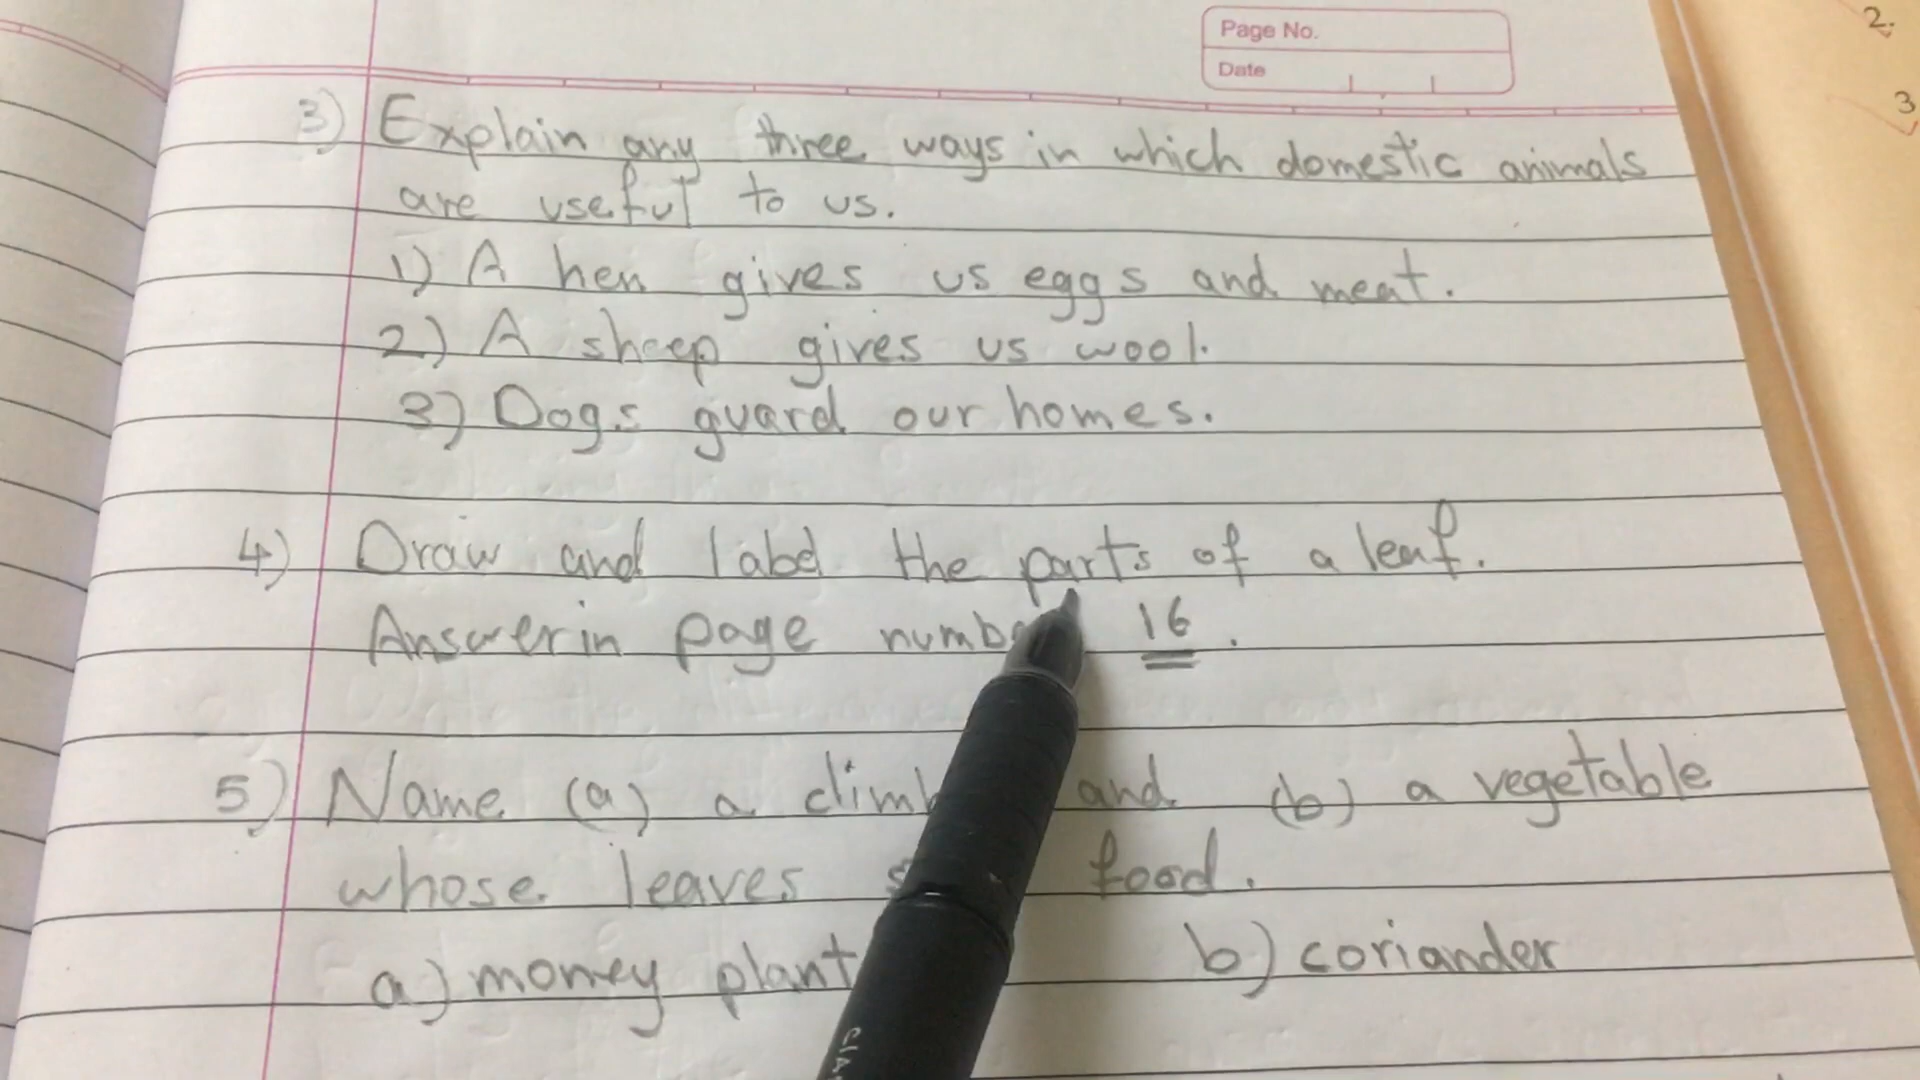 Page No.
Date
2.
3
3) Explain any three ways in which domestic animals
are useful to us.
1) A hen gives us eggs and meat.
2) A sheep gives us wool.
3) Dogs guard our homes.
4) Draw and label the parts of a leaf.
Answer in page 16.
5) Name (a) a and (b) a vegetable
whose leaves food.
a) money plant b) coriander